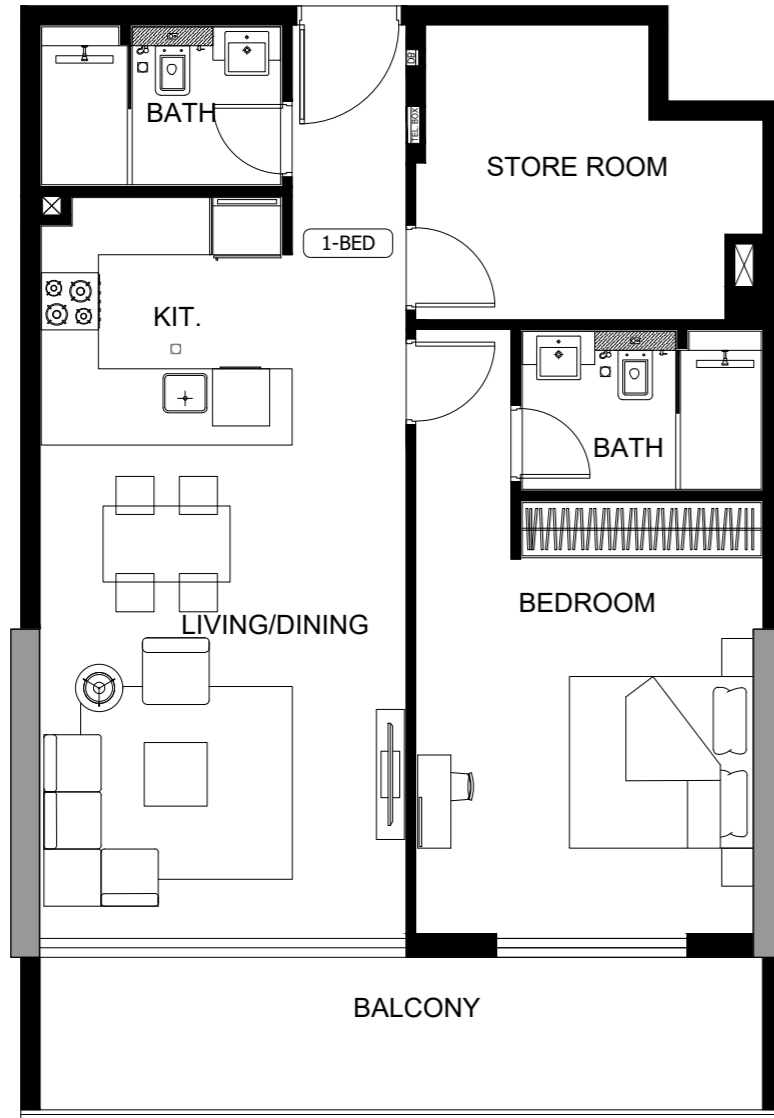 BATH
DB
TEL. BOX
STORE ROOM
1-BED
KIT.
BATH
BEDROOM
LIVING/DINING
BALCONY